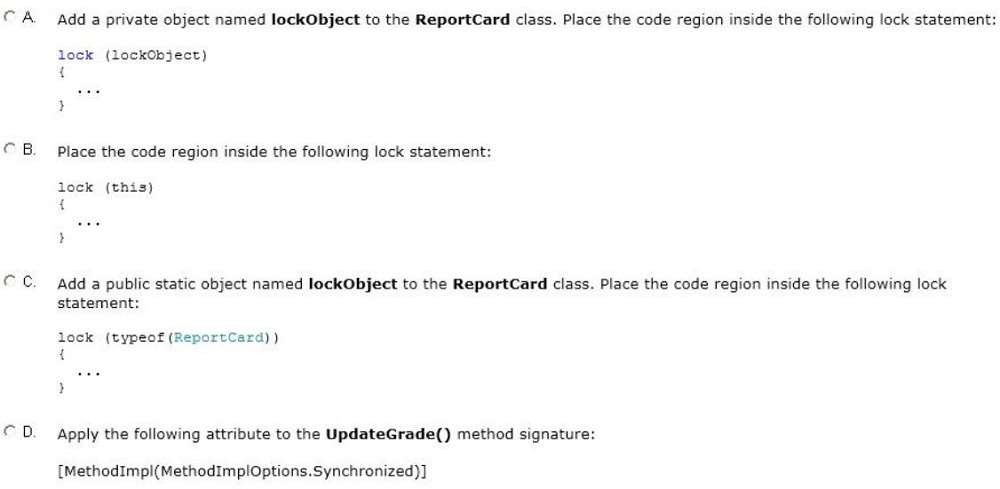 A. Add a private object named lockObject to the ReportCard class. Place the code region inside the following lock statement:
lock (lockObject)
{
...
}
B. Place the code region inside the following lock statement:
lock (this)
{
...
}
C. Add a public static object named lockObject to the ReportCard class. Place the code region inside the following lock
statement:
lock (typeof(ReportCard))
{
...
}
D. Apply the following attribute to the UpdateGrade() method signature:
[MethodImpl(MethodImplOptions.Synchronized)]